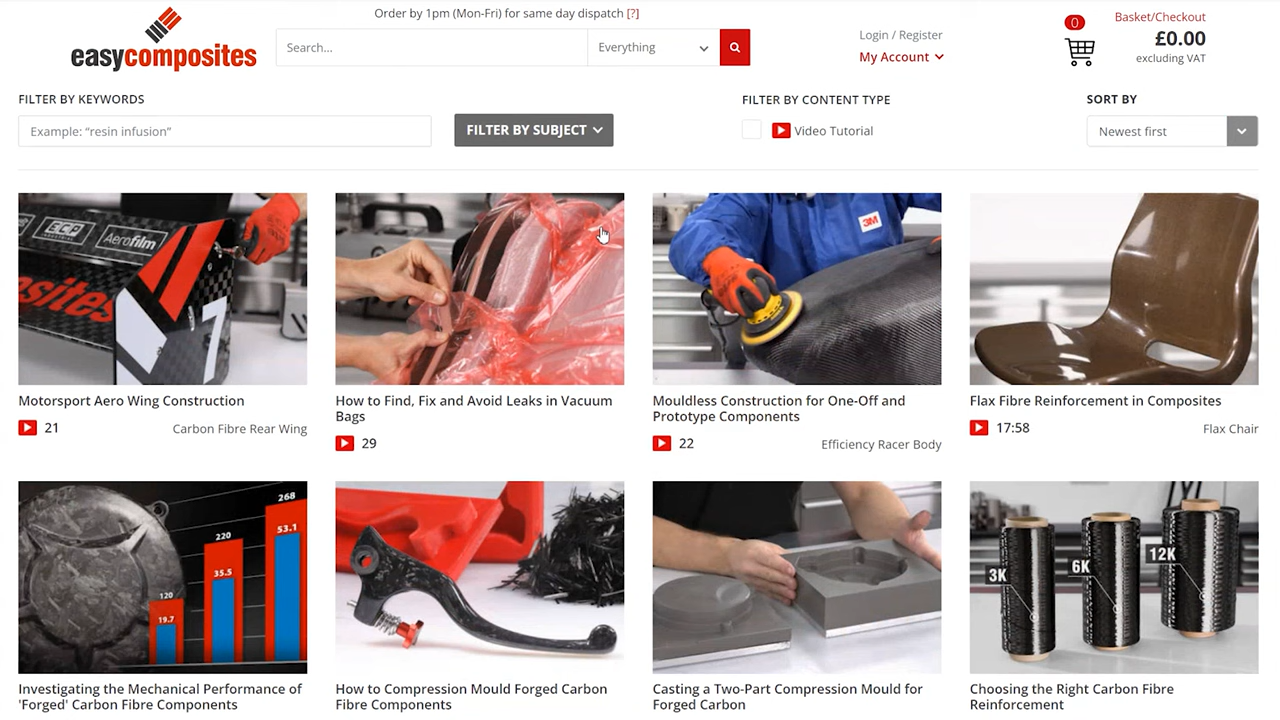 Order by 1pm (Mon-Fri) for same day dispatch [?]
easycomposites
Search...
Everything
Login / Register
My Account
0
Basket/Checkout
£0.00
excluding VAT
FILTER BY KEYWORDS
Example: “resin infusion”
FILTER BY SUBJECT
FILTER BY CONTENT TYPE
Video Tutorial
SORT BY
Newest first
ECP
Aerofilm
osites
7
3M
Motorsport Aero Wing Construction
21
Carbon Fibre Rear Wing
How to Find, Fix and Avoid Leaks in Vacuum
Bags
29
Mouldless Construction for One-Off and
Prototype Components
22
Efficiency Racer Body
Flax Fibre Reinforcement in Composites
17:58
Flax Chair
120
19.7
220
35.5
268
53.1
3K
6K
12K
Investigating the Mechanical Performance of
'Forged' Carbon Fibre Components
How to Compression Mould Forged Carbon
Fibre Components
Casting a Two-Part Compression Mould for
Forged Carbon
Choosing the Right Carbon Fibre
Reinforcement